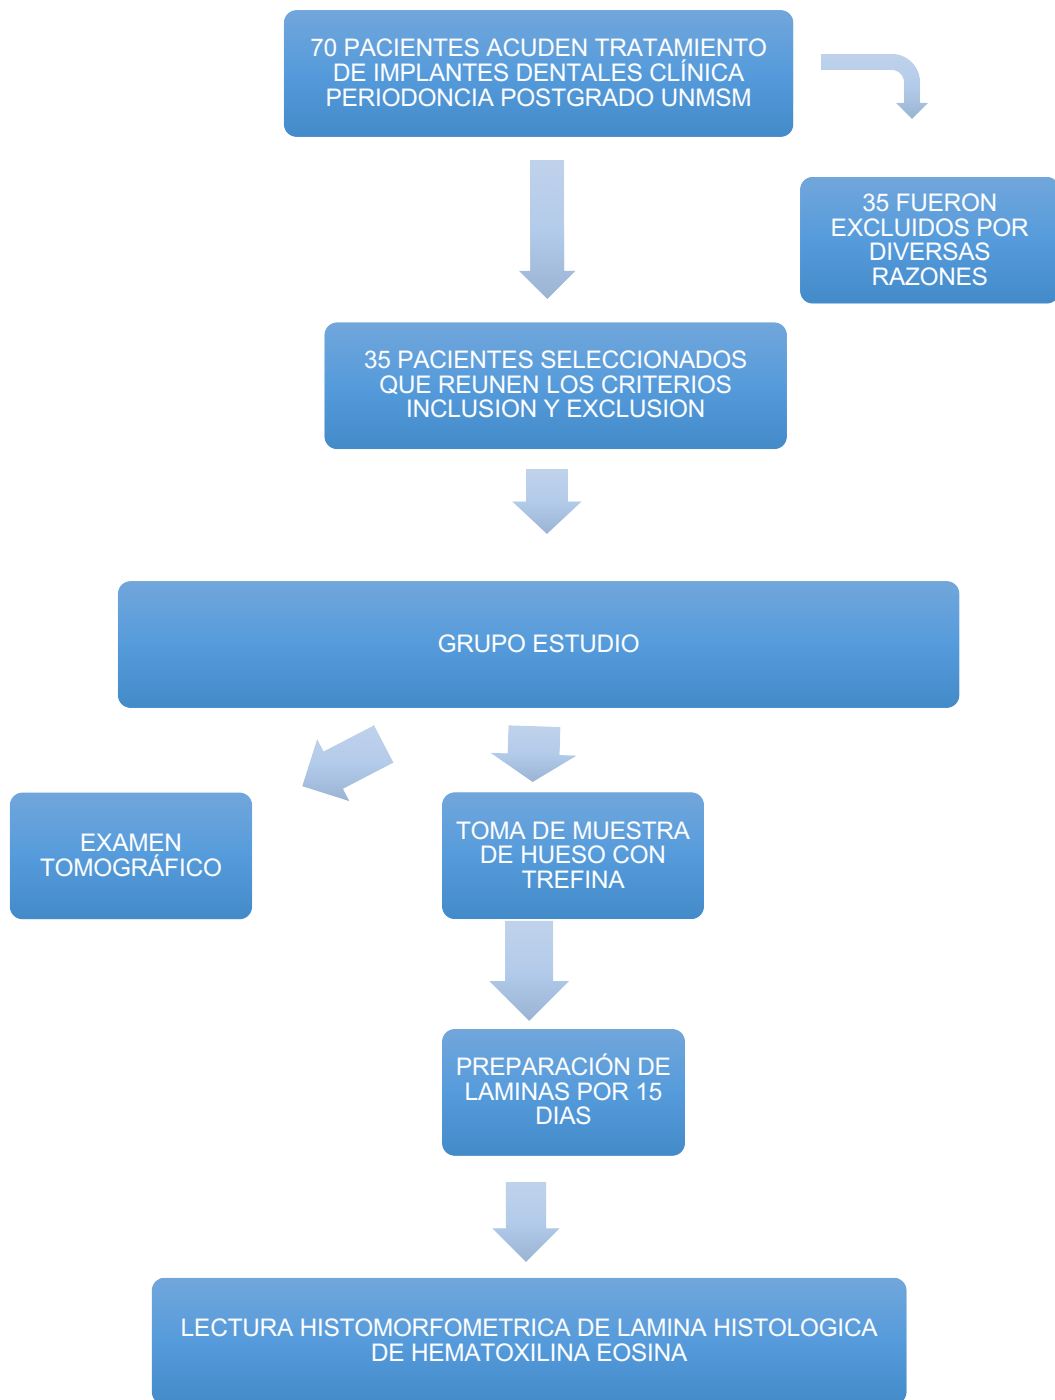 70 PACIENTES ACUDEN TRATAMIENTO
DE IMPLANTES DENTALES CLÍNICA
PERIODONCIA POSTGRADO UNMSM
35 FUERON
EXCLUIDOS POR
DIVERSAS
RAZONES
35 PACIENTES SELECCIONADOS
QUE REUNEN LOS CRITERIOS
INCLUSION Y EXCLUSION
GRUPO ESTUDIO
EXAMEN
TOMOGRÁFICO
TOMA DE MUESTRA
DE HUESO CON
TREFINA
PREPARACIÓN DE
LAMINAS POR 15
DIAS
LECTURA HISTOMORFOMETRICA DE LAMINA HISTOLOGICA
DE HEMATOXILINA EOSINA